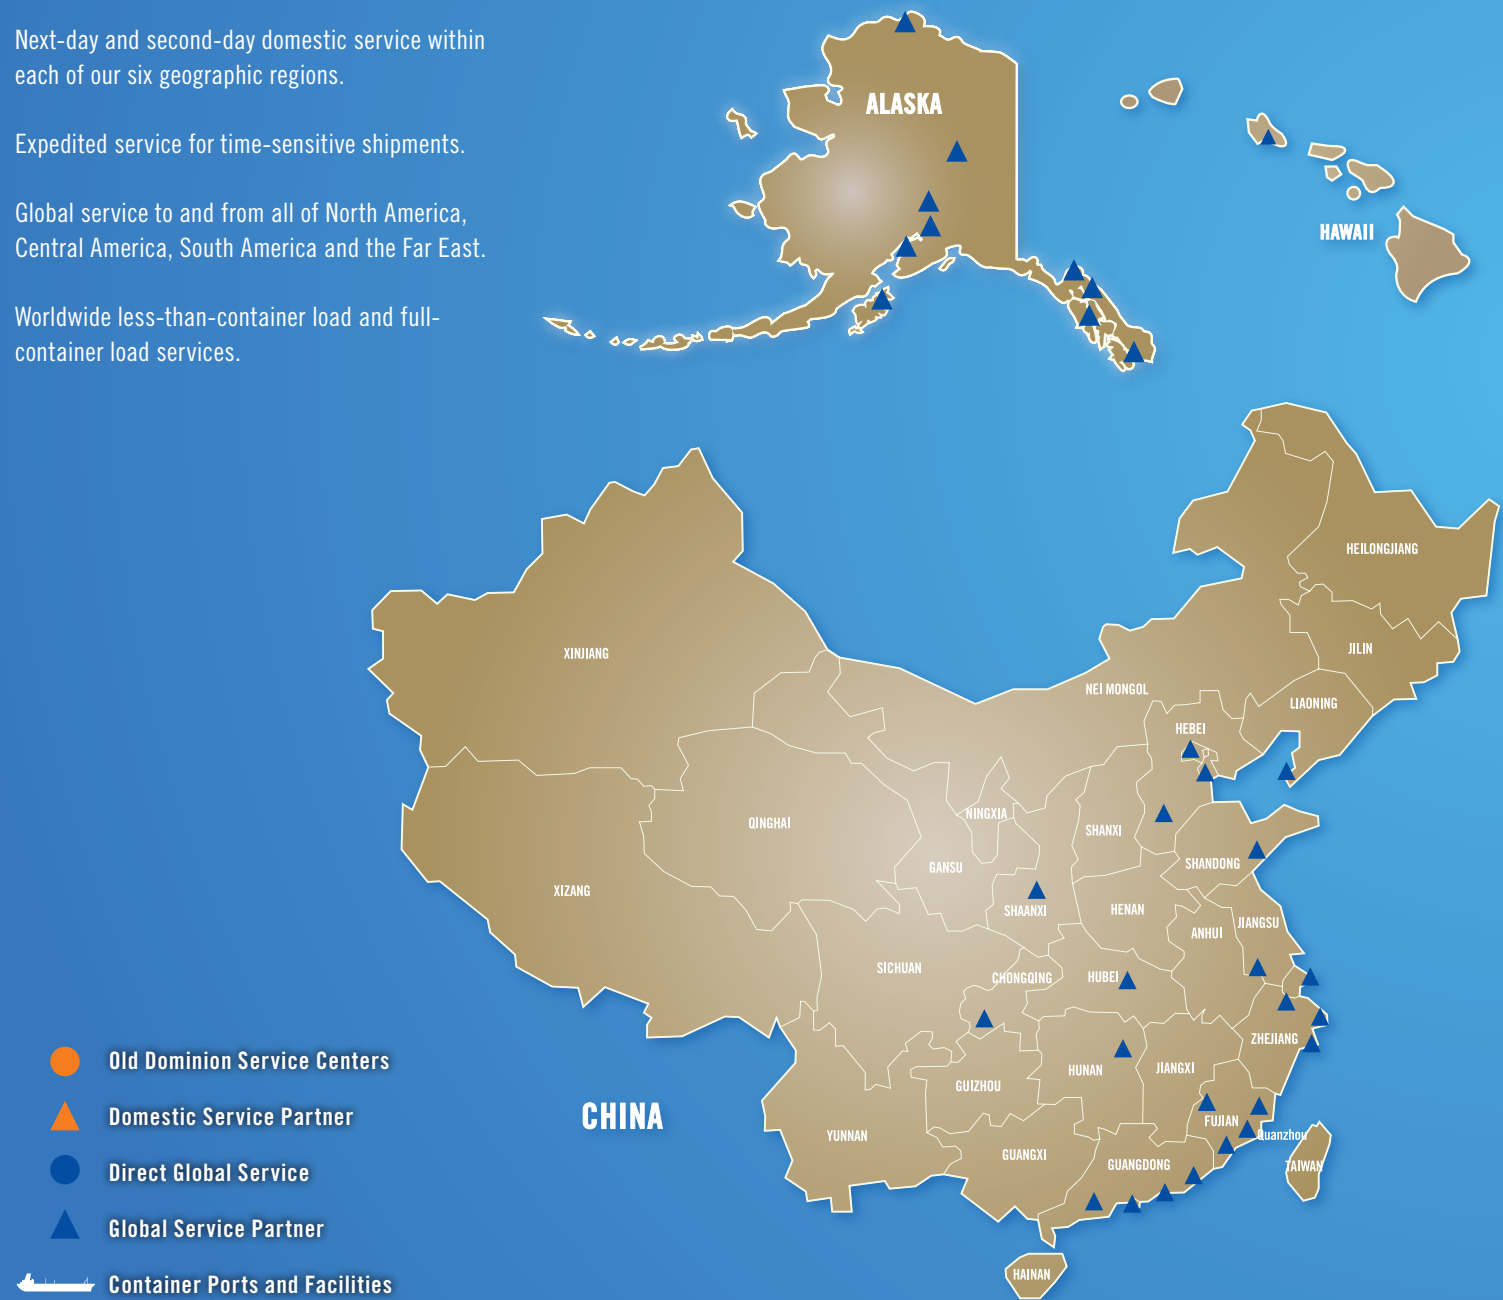 Next-day and second-day domestic service within
each of our six geographic regions.
Expedited service for time-sensitive shipments.
Global service to and from all of North America,
Central America, South America and the Far East.
Worldwide less-than-container load and full-
container load services.
ALASKA
HAWAII
HEILONGJIANG
JILIN
XINJIANG
NEI MONGOL
LIAONING
HEBEI
NINGXIA
QINGHAI
SHANXI
GANSU
SHANDONG
XIZANG
SHAANXI
HENAN
JIANGSU
ANHUI
SICHUAN
CHONGQING
HUBEI
ZHEJIANG
HUNAN
JIANGXI
GUIZHOU
CHINA
FUJIAN
YUNNAN
Quanzhou
GUANGXI
GUANGDONG
TAIWAN
HAINAN
Old Dominion Service Centers
Domestic Service Partner
Direct Global Service
Global Service Partner
Container Ports and Facilities